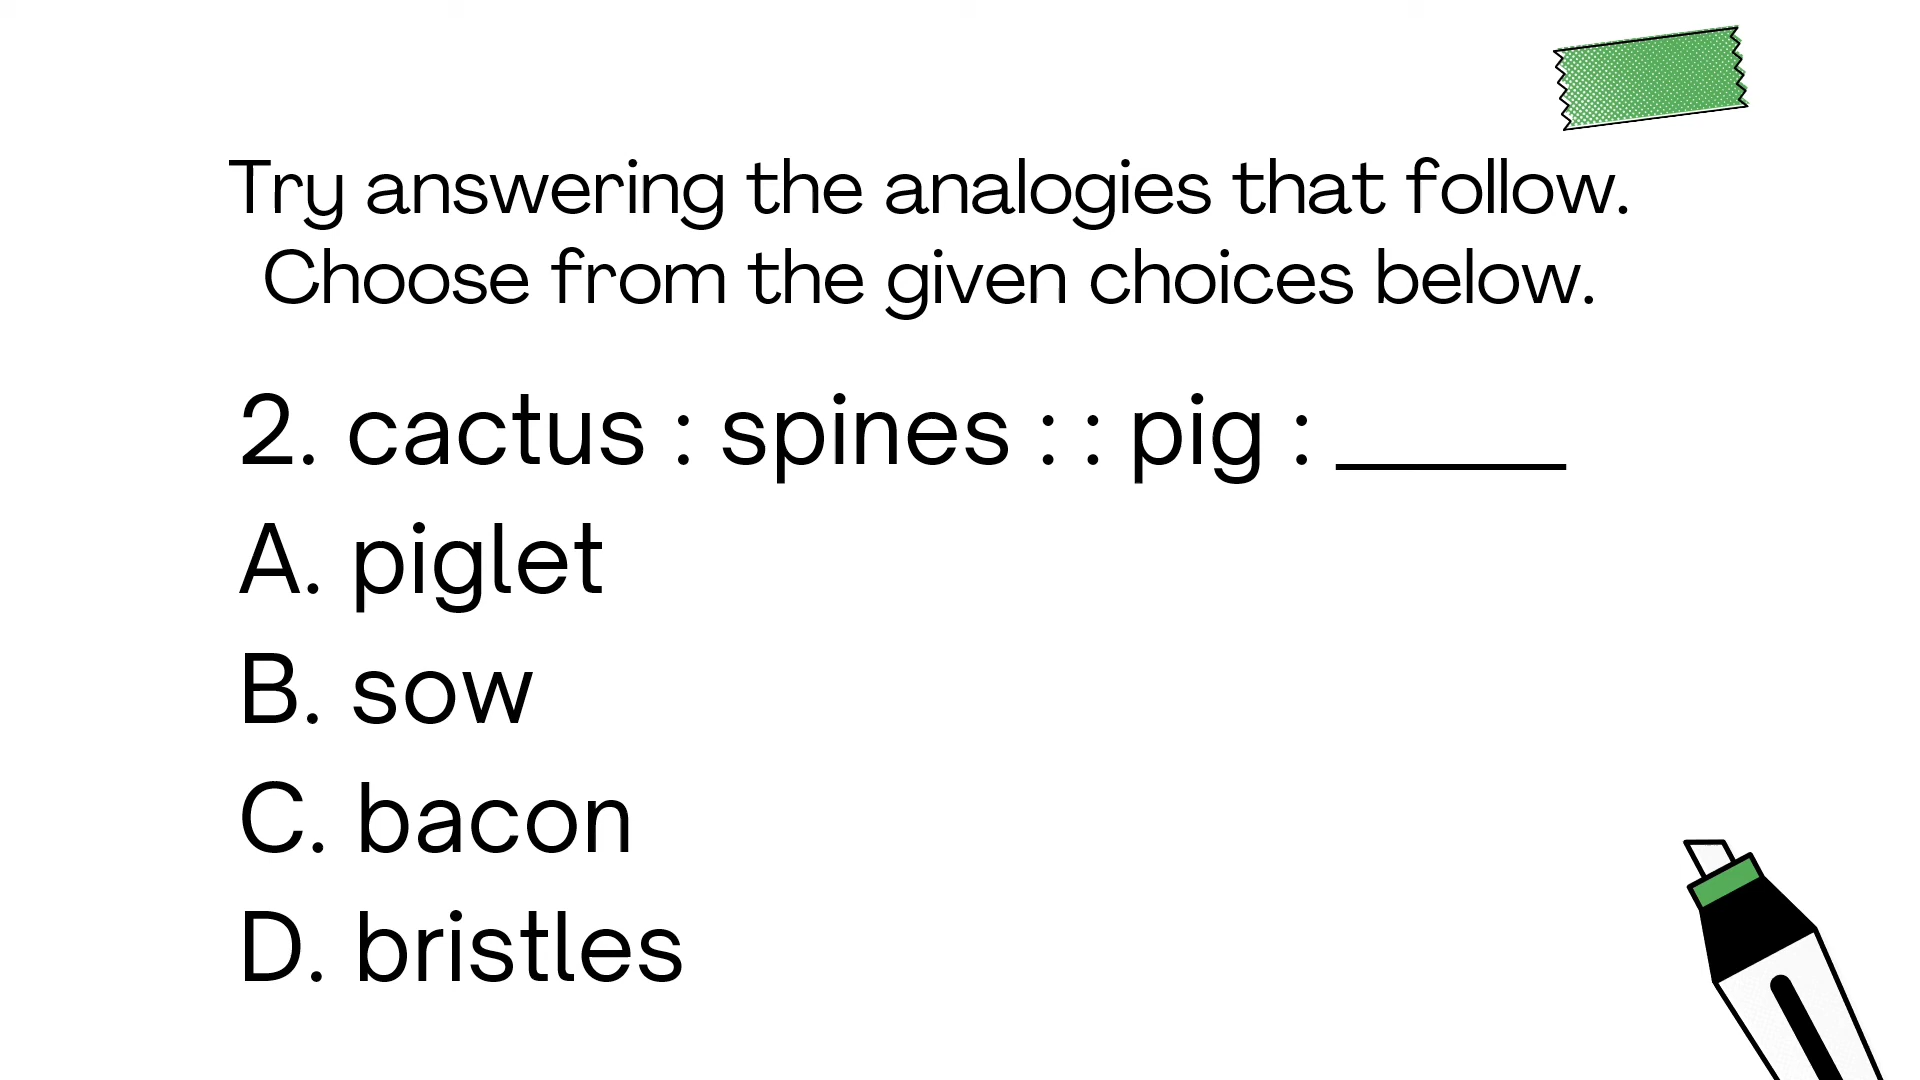 Try answering the analogies that follow.
Choose from the given choices below.
2. cactus : spines : : pig : _____
A. piglet
B. sow
C. bacon
D. bristles